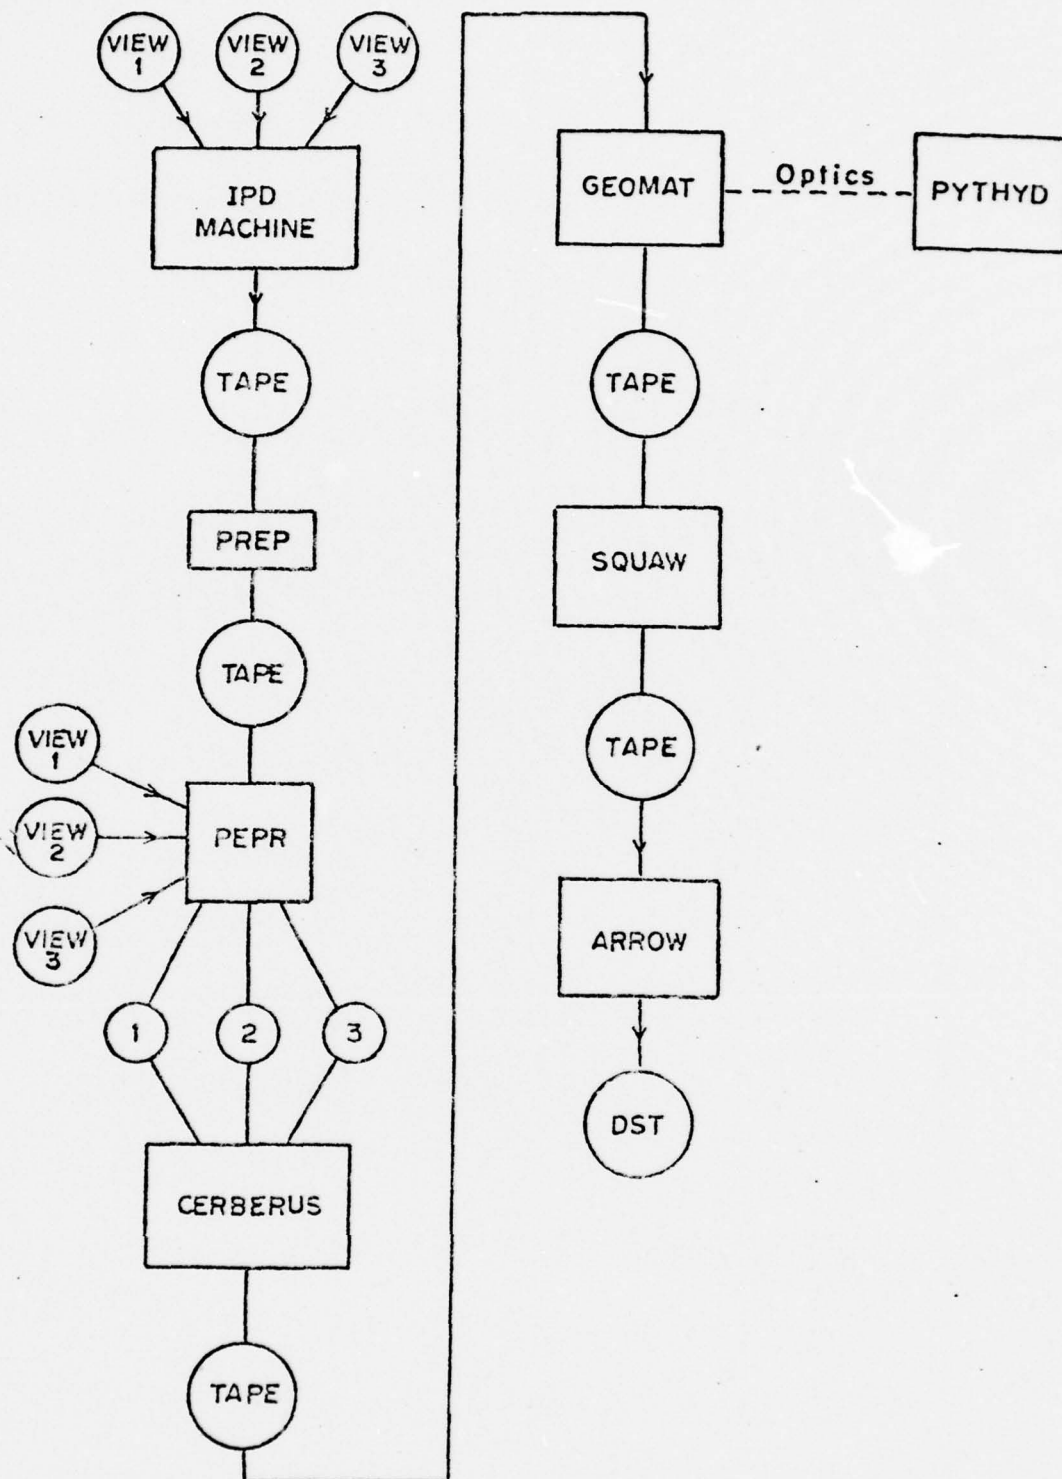 VIEW
1
VIEW
2
VIEW
3
IPD
MACHINE
TAPE
PREP
TAPE
VIEW
1
VIEW
2
VIEW
3
PEPR
1
2
3
CERBERUS
TAPE
GEOMAT
Optics
PYTHYD
TAPE
SQUAW
TAPE
ARROW
DST